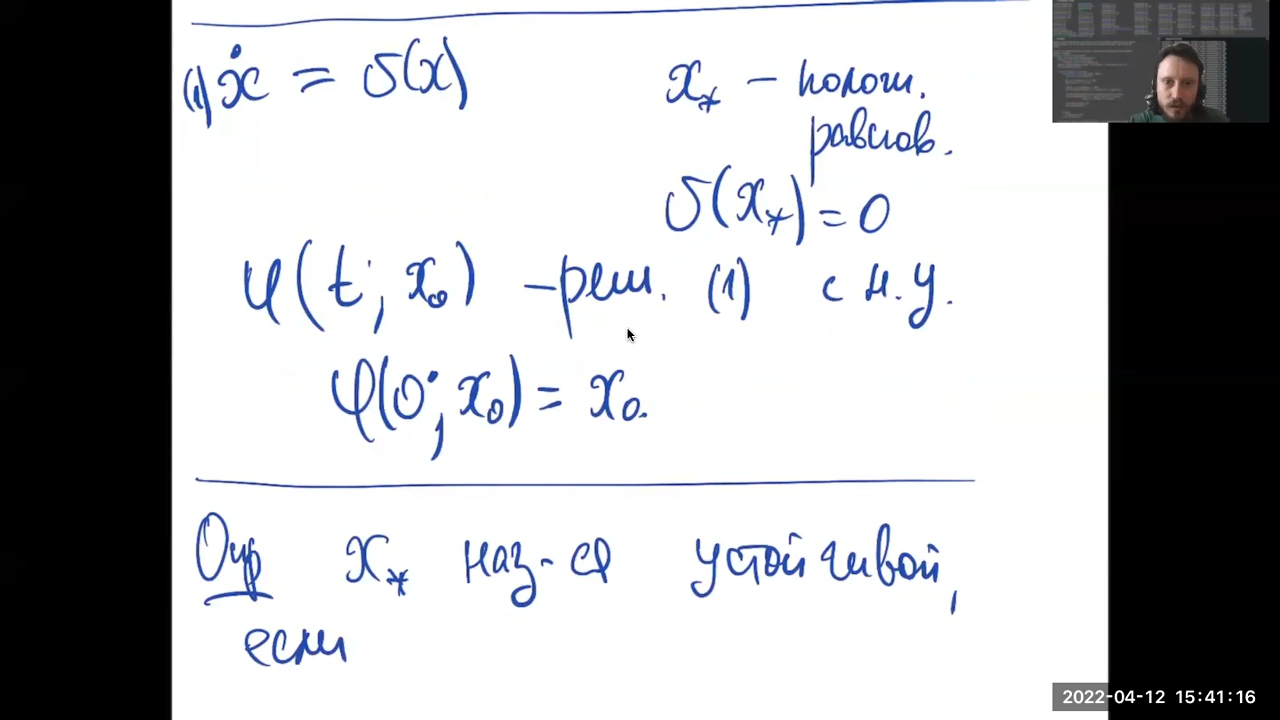 (1) ẋ = v(x)
x* – полож.
равнов.
v(x*) = 0
φ(t; x₀) – реш. (1) с н.у.
φ(0; x₀) = x₀.
Опр x* наз-ся устойчивой,
если
2022-04-12 15:41:16